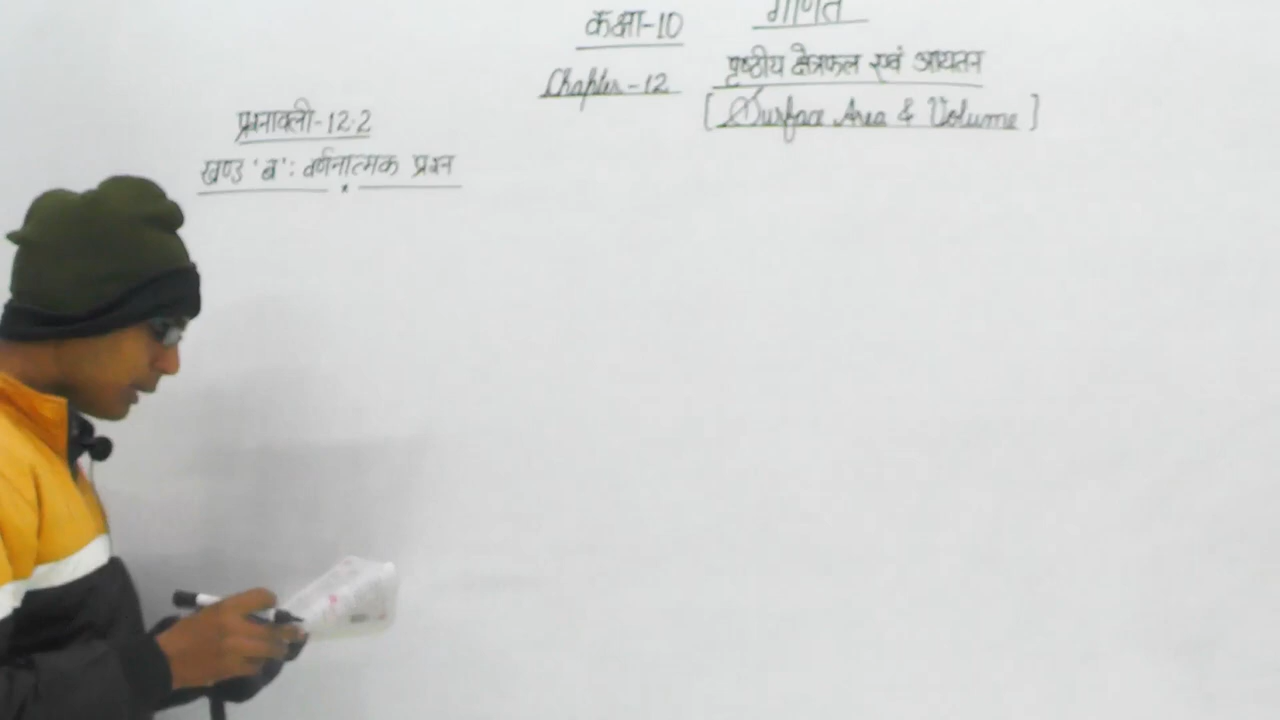 कक्षा-10 गणित
Chapter-12 पृष्ठीय क्षेत्रफल एवं आयतन
[Surface Area & Volume]
प्रश्नावली-12.2
खण्ड 'ब': वर्णनात्मक प्रश्न